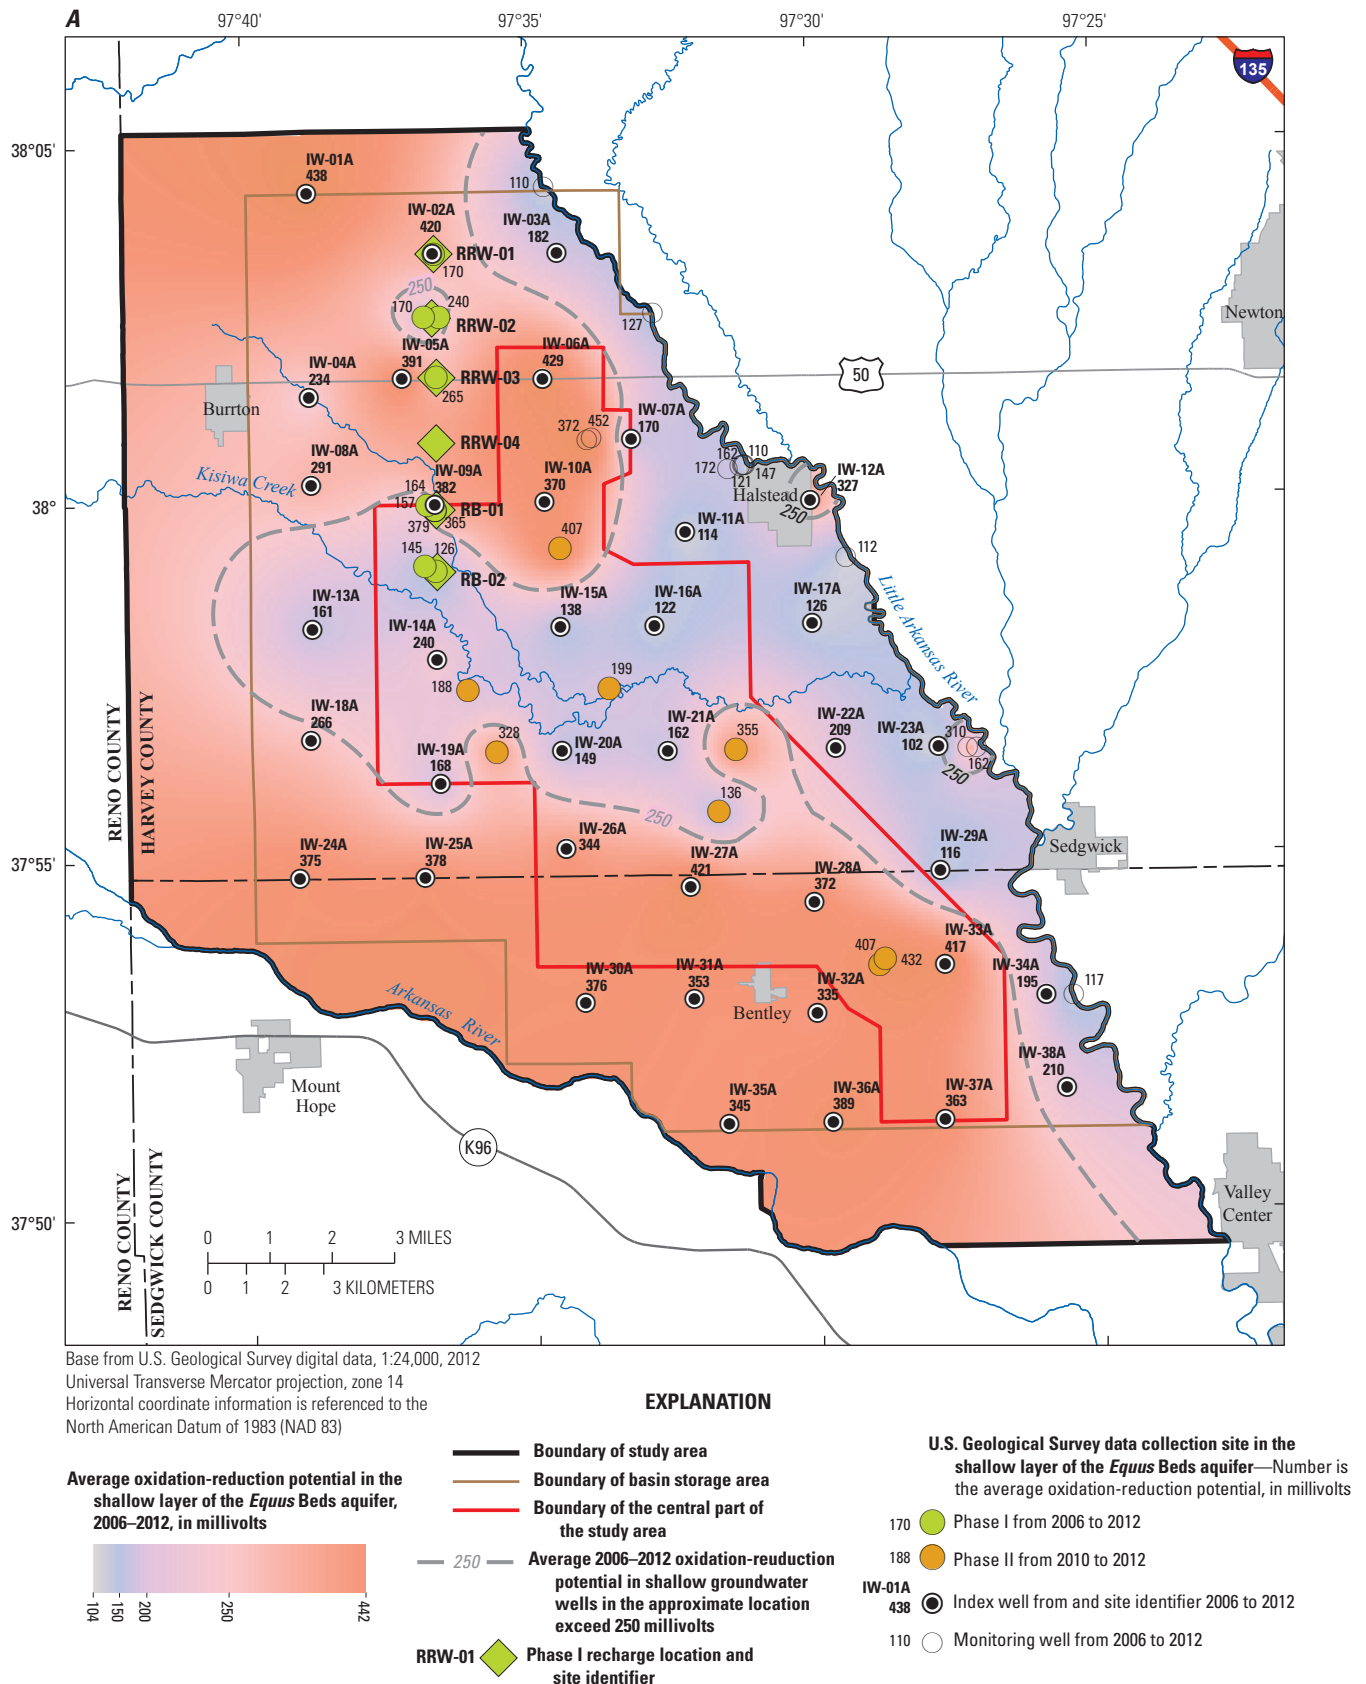 A
97°40'
97°35'
97°30'
97°25'
135
38°05'
IW-01A
438
110
IW-02A
420
IW-03A
182
RRW-01
170
250
170
240
RRW-02
127
Newton
IW-05A
391
IW-06A
429
IW-04A
234
RRW-03
265
50
Burrton
372
452
IW-07A
170
RRW-04
IW-08A
291
Kisiwa Creek
IW-09A
382
IW-10A
370
162
110
172
147
121
Halstead
IW-12A
327
250
38°
164
157
RB-01
379
365
407
IW-11A
114
112
145
126
RB-02
Little Arkansas River
IW-13A
161
IW-15A
138
IW-16A
122
IW-17A
126
IW-14A
240
188
199
IW-18A
266
328
IW-20A
149
IW-21A
162
355
IW-22A
209
IW-23A
102
310
162
250
RENO COUNTY
HARVEY COUNTY
IW-19A
168
136
250
37°55'
IW-24A
375
IW-25A
378
IW-26A
344
IW-27A
421
IW-28A
372
IW-29A
116
Sedgwick
407
432
IW-33A
417
IW-34A
195
117
Arkansas River
IW-30A
376
IW-31A
353
Bentley
IW-32A
335
IW-38A
210
Mount
Hope
IW-35A
345
IW-36A
389
IW-37A
363
K96
37°50'
RENO COUNTY
SEDGWICK COUNTY
Valley
Center
0 1 2 3 MILES
0 1 2 3 KILOMETERS
Base from U.S. Geological Survey digital data, 1:24,000, 2012
Universal Transverse Mercator projection, zone 14
Horizontal coordinate information is referenced to the
North American Datum of 1983 (NAD 83)
EXPLANATION
Average oxidation-reduction potential in the
shallow layer of the Equus Beds aquifer,
2006–2012, in millivolts
104
150
200
250
442
Boundary of study area
Boundary of basin storage area
Boundary of the central part of
the study area
250
Average 2006–2012 oxidation-reuduction
potential in shallow groundwater
wells in the approximate location
exceed 250 millivolts
RRW-01
Phase I recharge location and
site identifier
U.S. Geological Survey data collection site in the
shallow layer of the Equus Beds aquifer—Number is
the average oxidation-reduction potential, in millivolts
170 Phase I from 2006 to 2012
188 Phase II from 2010 to 2012
IW-01A
438
Index well from and site identifier 2006 to 2012
110 Monitoring well from 2006 to 2012